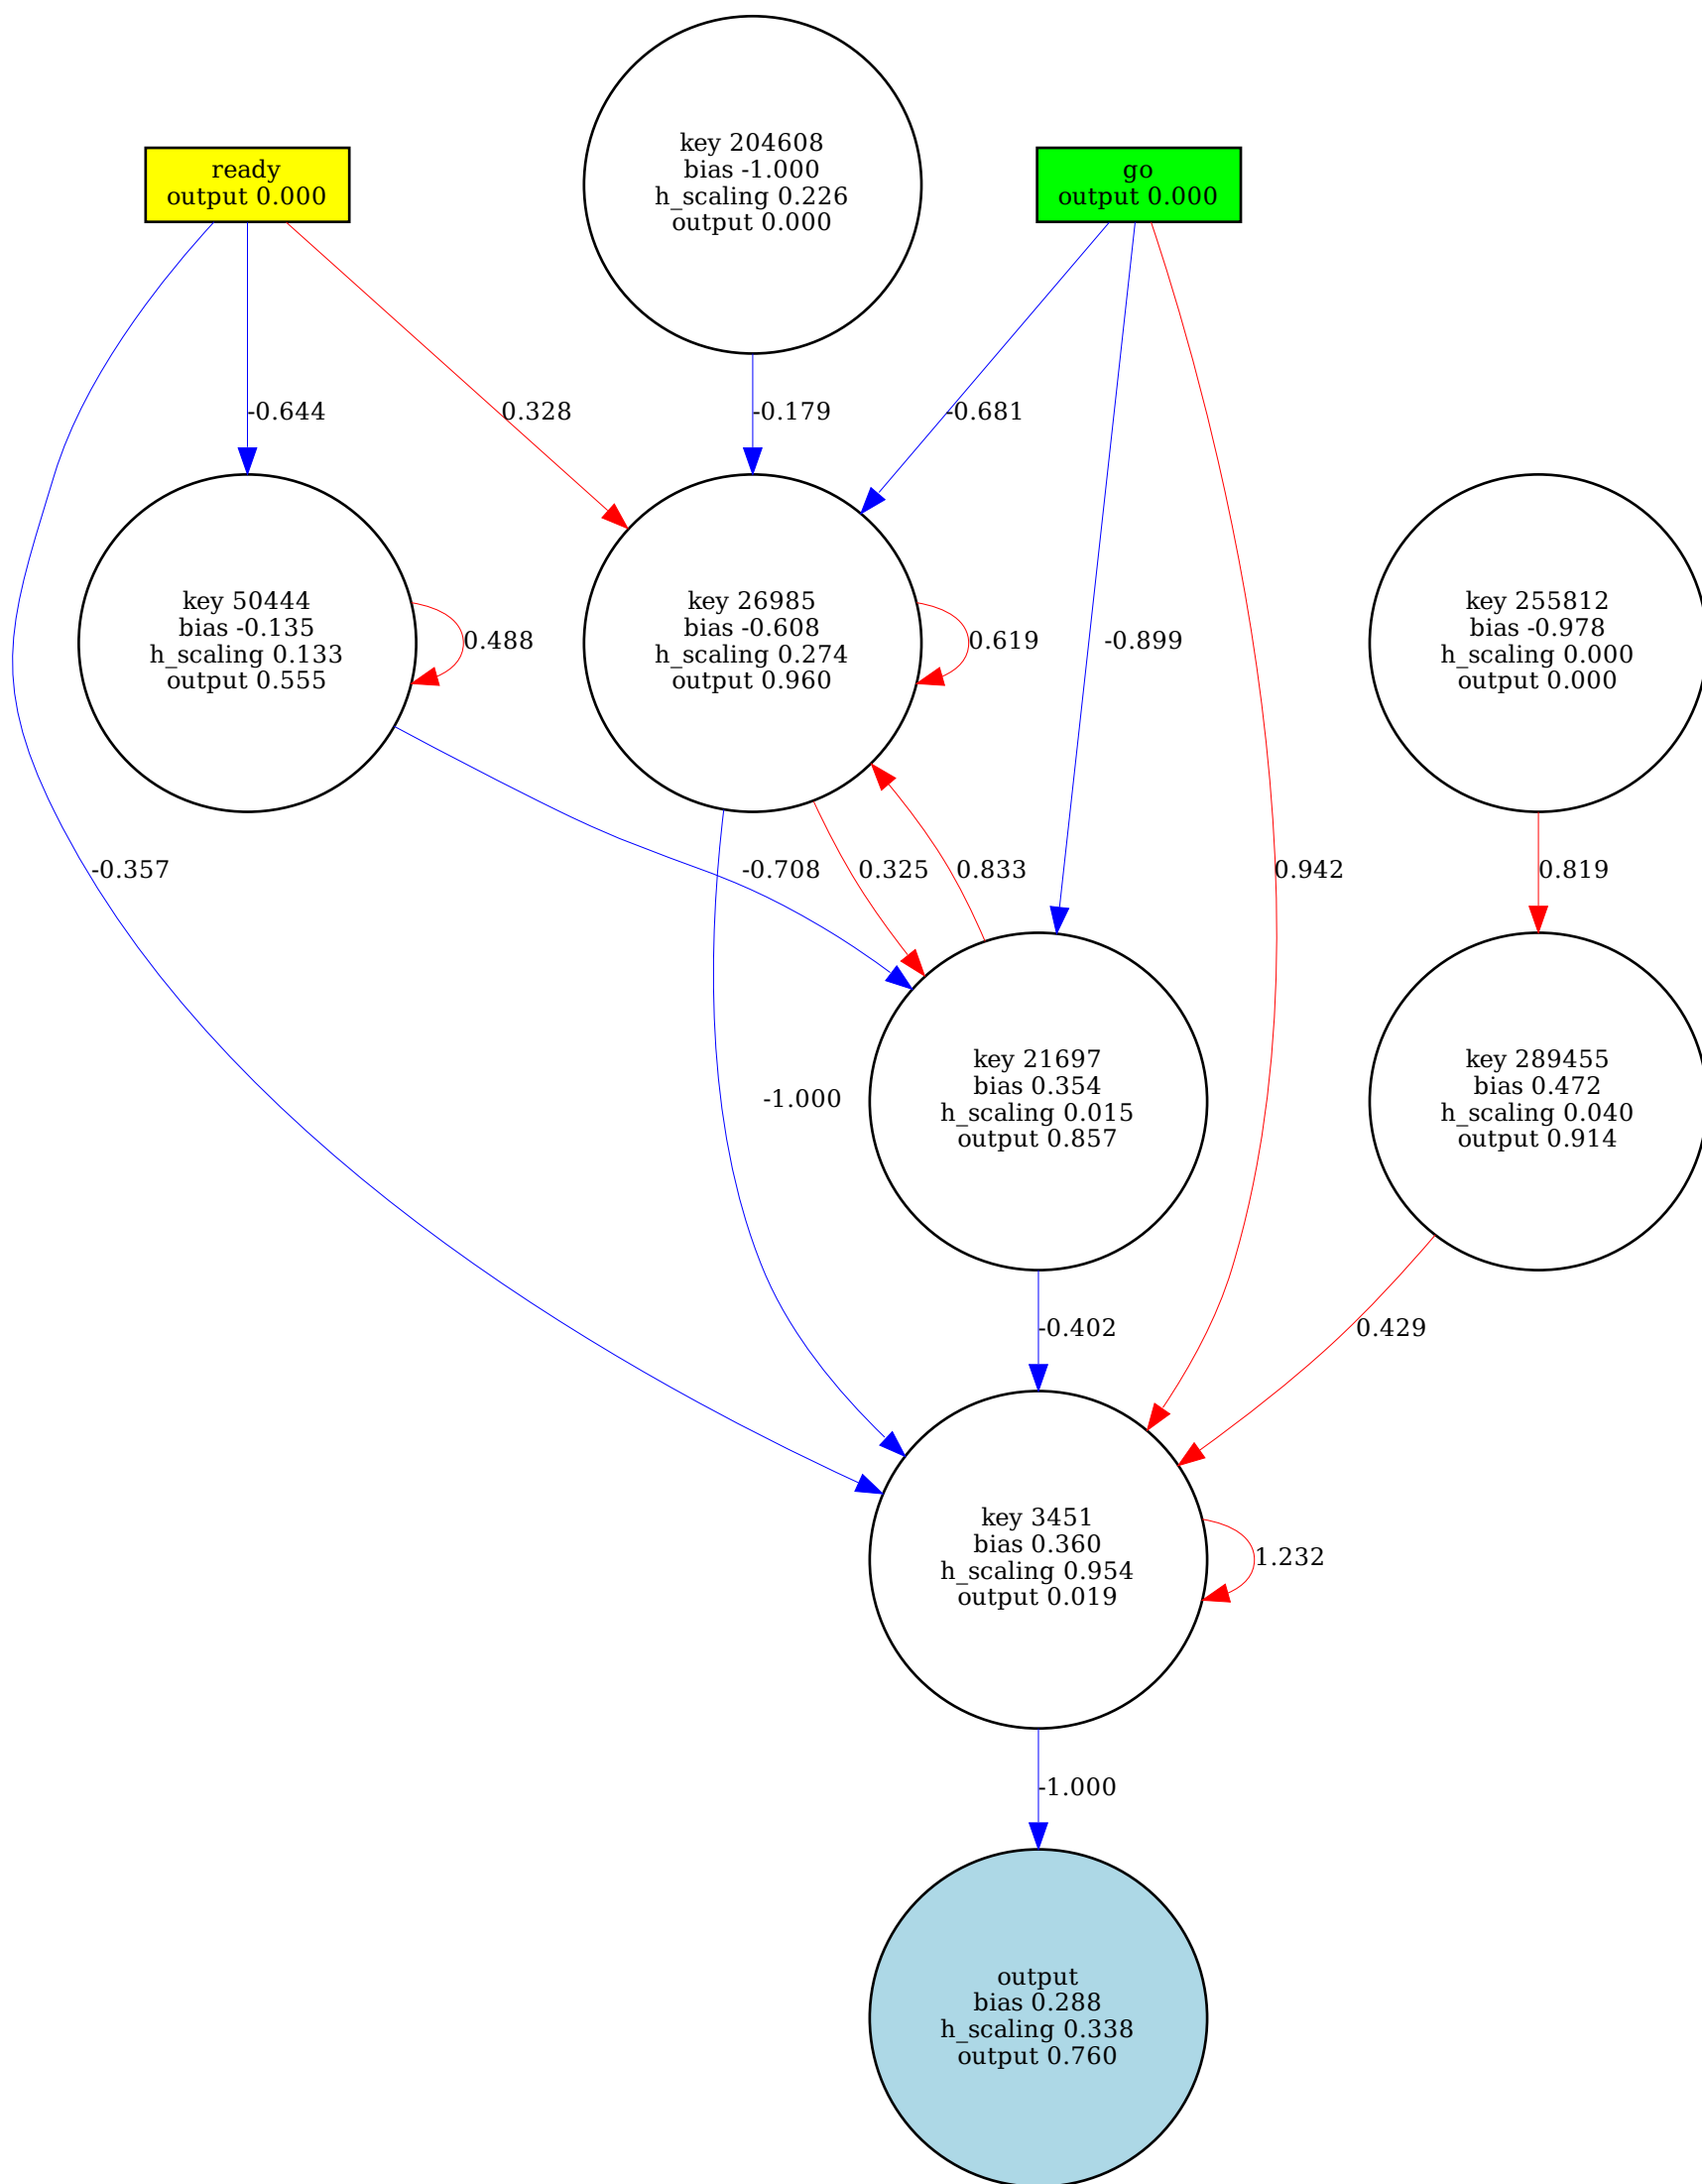 key 204608
bias -1.000
h_scaling 0.226
output 0.000
ready
output 0.000
go
output 0.000
-0.644
0.328
-0.179
-0.681
key 50444
bias -0.135
h_scaling 0.133
output 0.555
0.488
key 26985
bias -0.608
h_scaling 0.274
output 0.960
0.619
-0.899
key 255812
bias -0.978
h_scaling 0.000
output 0.000
-0.357
-0.708
0.325
0.833
0.942
0.819
-1.000
key 21697
bias 0.354
h_scaling 0.015
output 0.857
key 289455
bias 0.472
h_scaling 0.040
output 0.914
-0.402
0.429
key 3451
bias 0.360
h_scaling 0.954
output 0.019
1.232
-1.000
output
bias 0.288
h_scaling 0.338
output 0.760